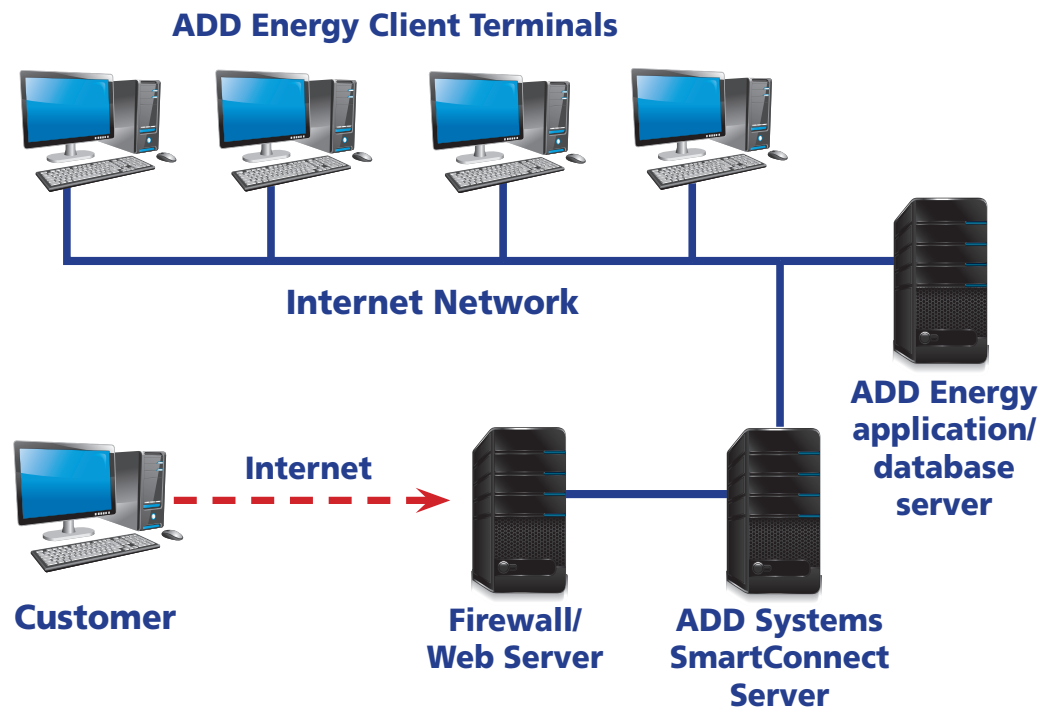 ADD Energy Client Terminals
Internet Network
ADD Energy
application/
database
server
Internet
Customer
Firewall/
Web Server
ADD Systems
SmartConnect
Server